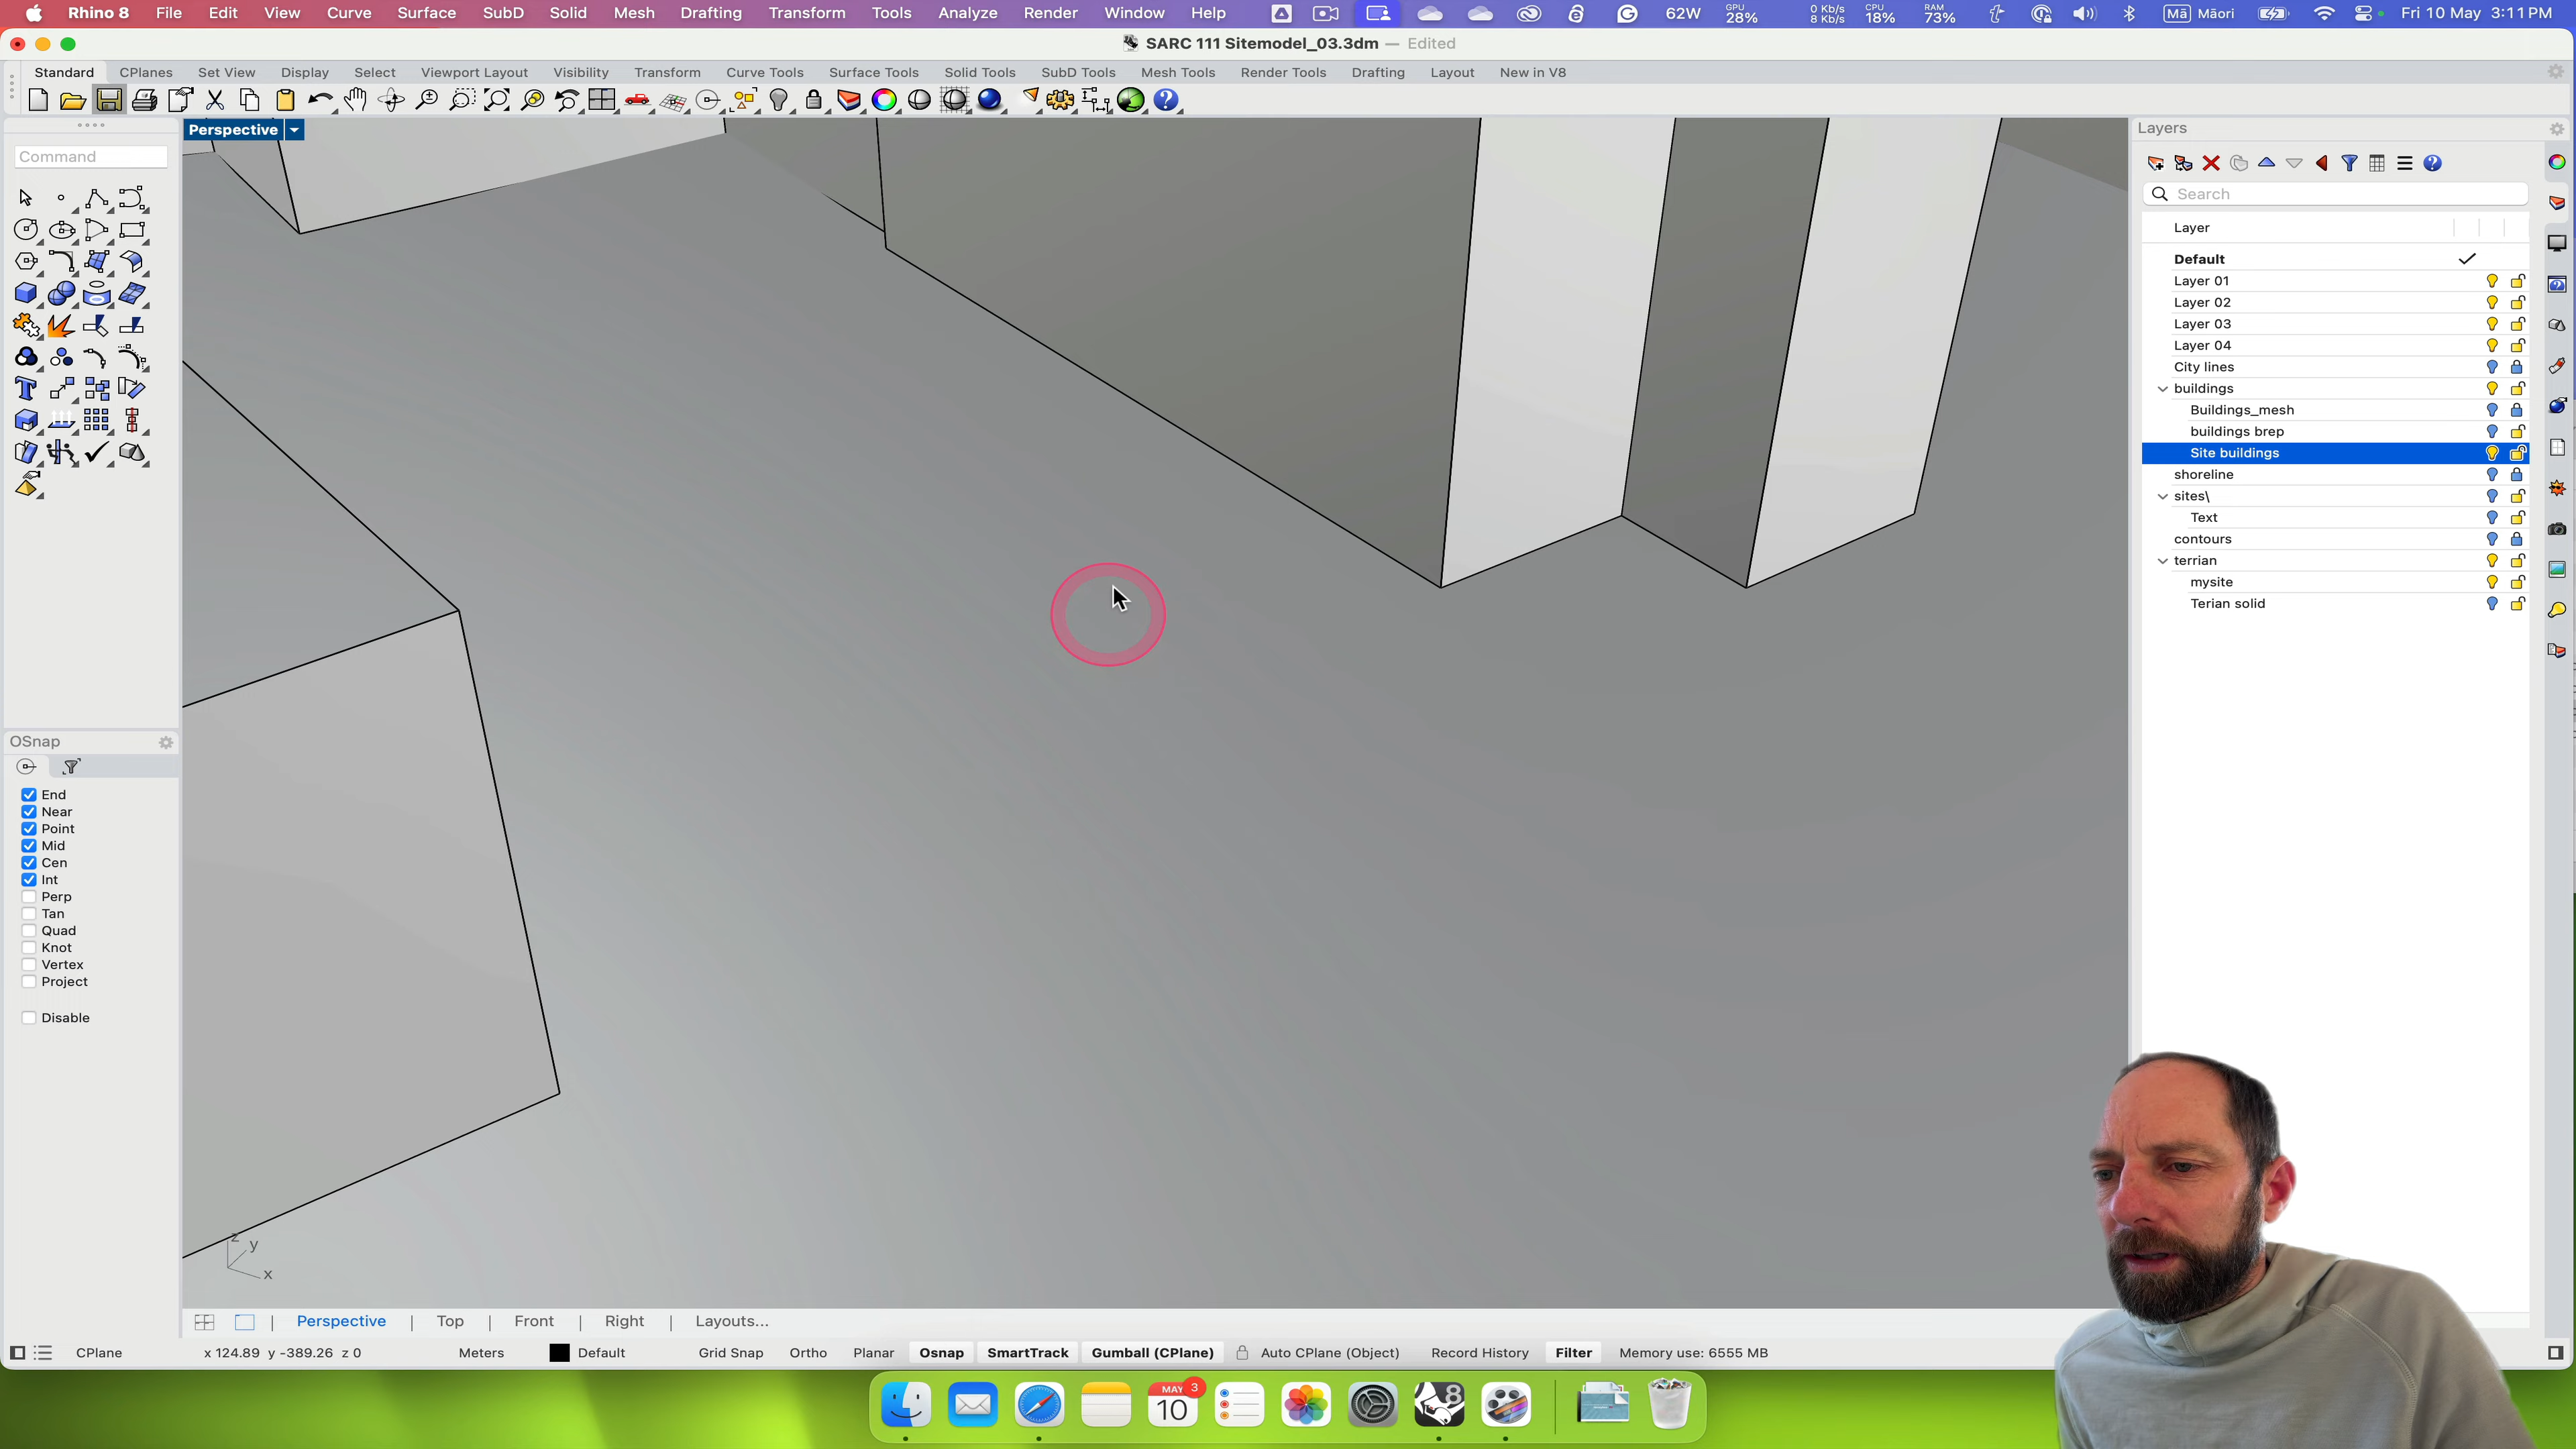 Rhino 8 File Edit View Curve Surface SubD Solid Mesh Drafting Transform Tools Analyze Render Window Help 62W GPU 28% 0 Kb/s 8 Kb/s CPU 18% RAM 73% Mā Māori Fri 10 May 3:11 PM
SARC 111 Sitemodel_03.3dm — Edited
Standard CPlanes Set View Display Select Viewport Layout Visibility Transform Curve Tools Surface Tools Solid Tools SubD Tools Mesh Tools Render Tools Drafting Layout New in V8
Perspective
Command
Layers
Search
Layer
Default
Layer 01
Layer 02
Layer 03
Layer 04
City lines
buildings
Buildings_mesh
buildings brep
Site buildings
shoreline
sites\
Text
contours
terrian
mysite
Terian solid
OSnap
End
Near
Point
Mid
Cen
Int
Perp
Tan
Quad
Knot
Vertex
Project
Disable
z
y
x
Perspective | Top | Front | Right | Layouts...
CPlane x 124.89 y -389.26 z 0 Meters Default Grid Snap Ortho Planar Osnap SmartTrack Gumball (CPlane) Auto CPlane (Object) Record History Filter Memory use: 6555 MB
MAY 3
10
8